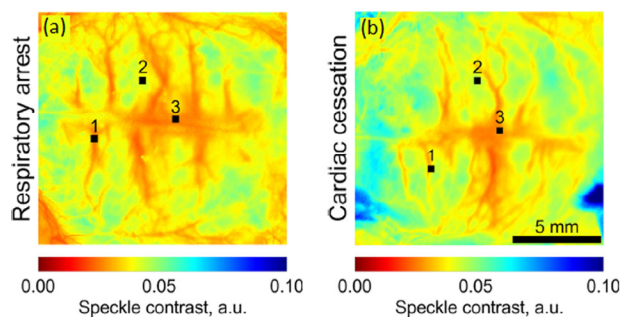 Respiratory arrest
(a)
2
3
1
0.00 0.05 0.10
Speckle contrast, a.u.
Cardiac cessation
(b)
2
3
1
5 mm
0.00 0.05 0.10
Speckle contrast, a.u.